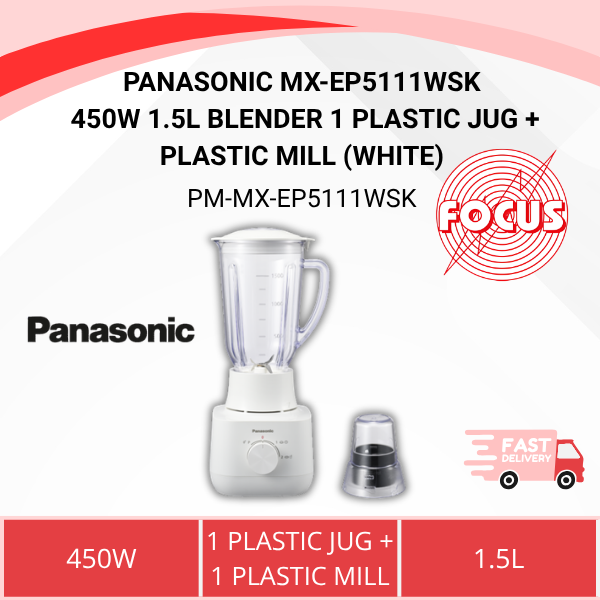 PANASONIC MX-EP5111WSK
450W 1.5L BLENDER 1 PLASTIC JUG +
PLASTIC MILL (WHITE)
PM-MX-EP5111WSK
FOCUS
Panasonic
Panasonic
FAST
DELIVERY
450W
1 PLASTIC JUG +
1 PLASTIC MILL
1.5L